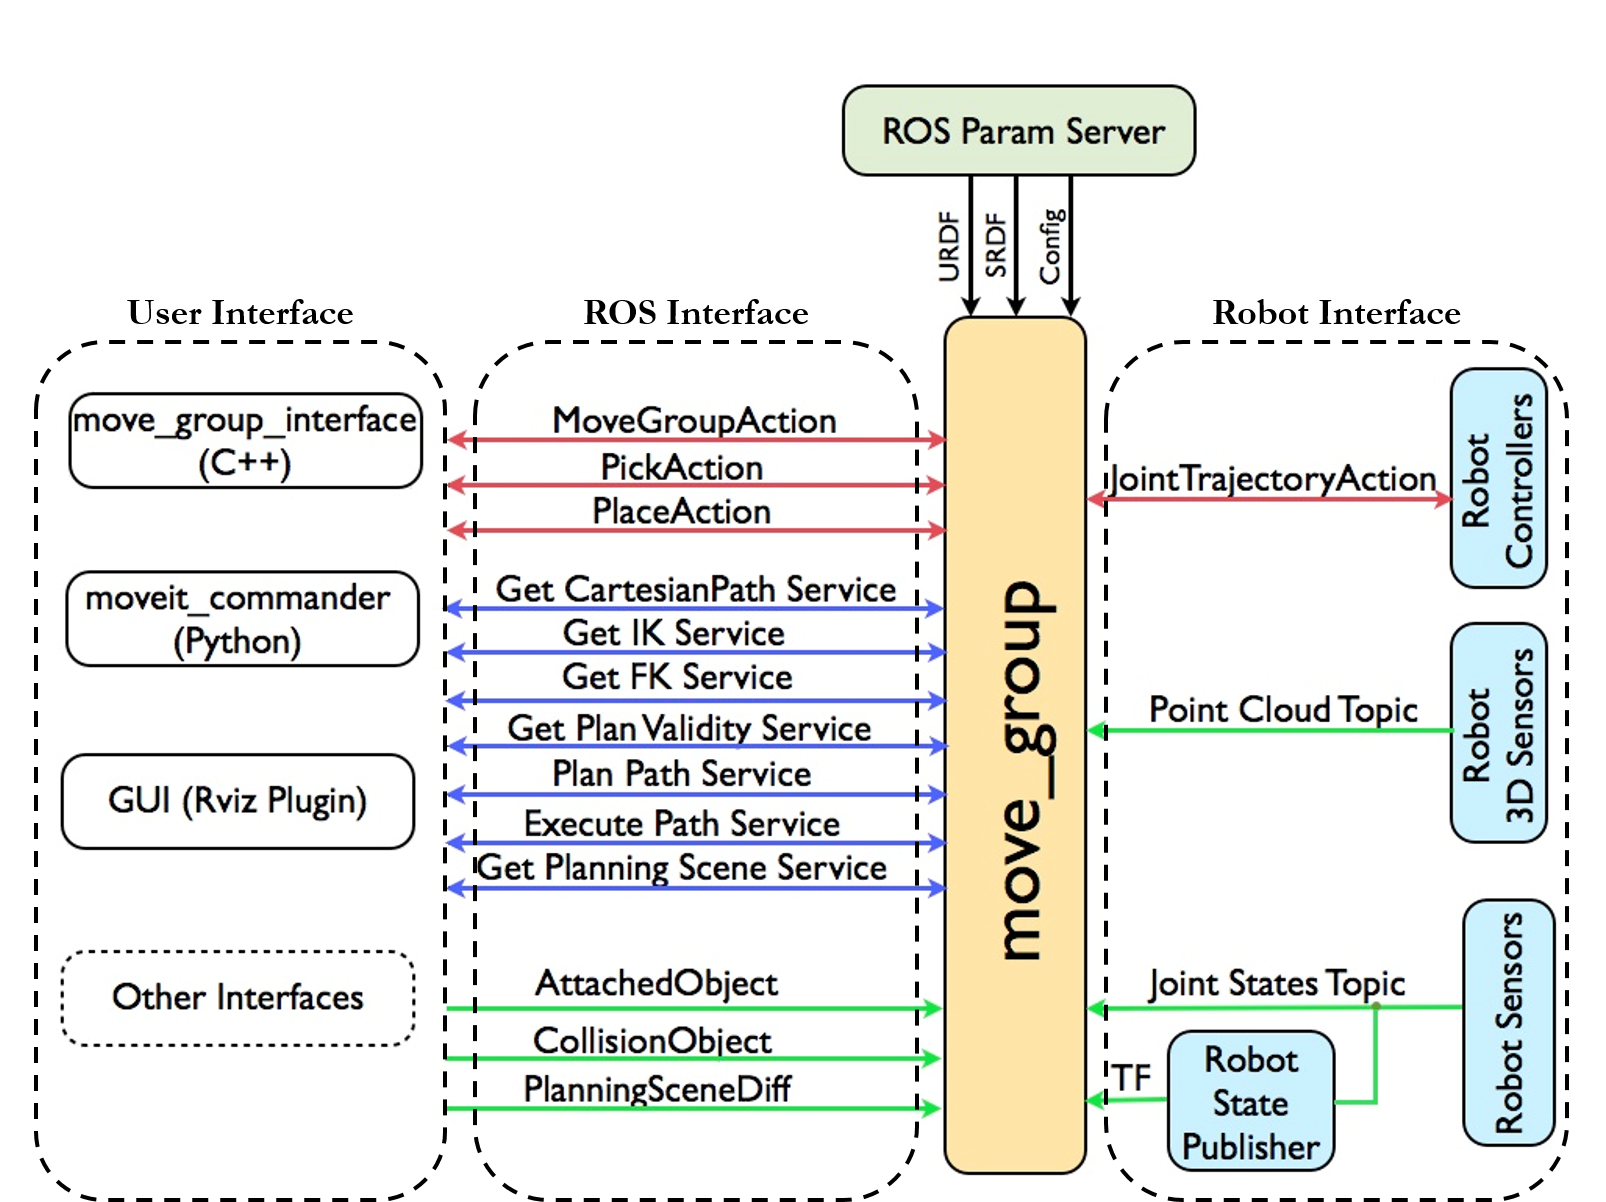 ROS Param Server
URDF
SRDF
Config
User Interface
ROS Interface
Robot Interface
move_group_interface
(C++)
moveit_commander
(Python)
GUI (Rviz Plugin)
Other Interfaces
MoveGroupAction
PickAction
PlaceAction
Get CartesianPath Service
Get IK Service
Get FK Service
Get Plan Validity Service
Plan Path Service
Execute Path Service
Get Planning Scene Service
AttachedObject
CollisionObject
PlanningSceneDiff
move_group
JointTrajectoryAction
Robot
Controllers
Point Cloud Topic
Robot
3D Sensors
Joint States Topic
Robot Sensors
TF
Robot
State
Publisher